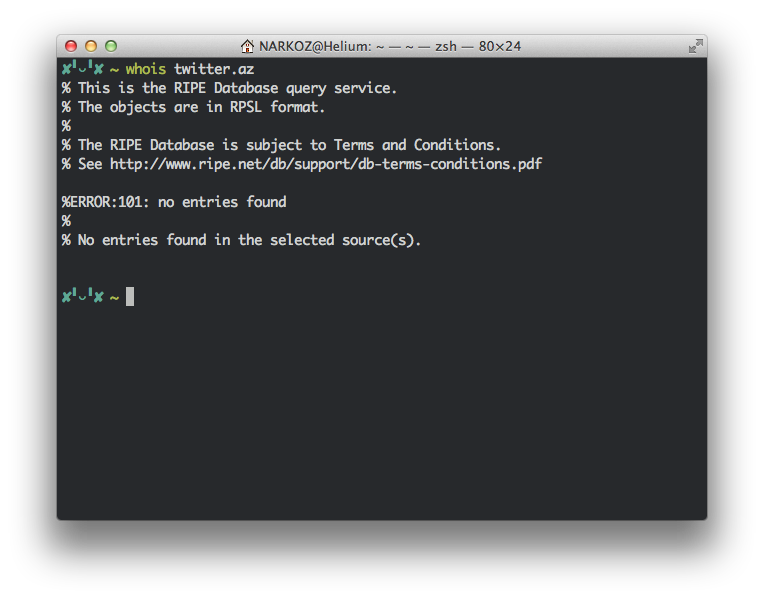 NARKOZ@Helium: ~ — ~ — zsh — 80×24
✘╹◡╹✘ ~ whois twitter.az
% This is the RIPE Database query service.
% The objects are in RPSL format.
%
% The RIPE Database is subject to Terms and Conditions.
% See http://www.ripe.net/db/support/db-terms-conditions.pdf
%ERROR:101: no entries found
%
% No entries found in the selected source(s).
✘╹◡╹✘ ~